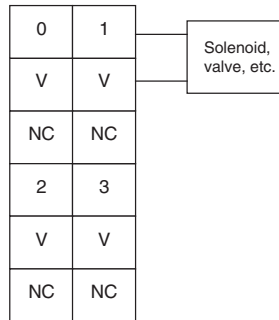 0 1
Solenoid,
valve, etc.
V V
NC NC
2 3
V V
NC NC